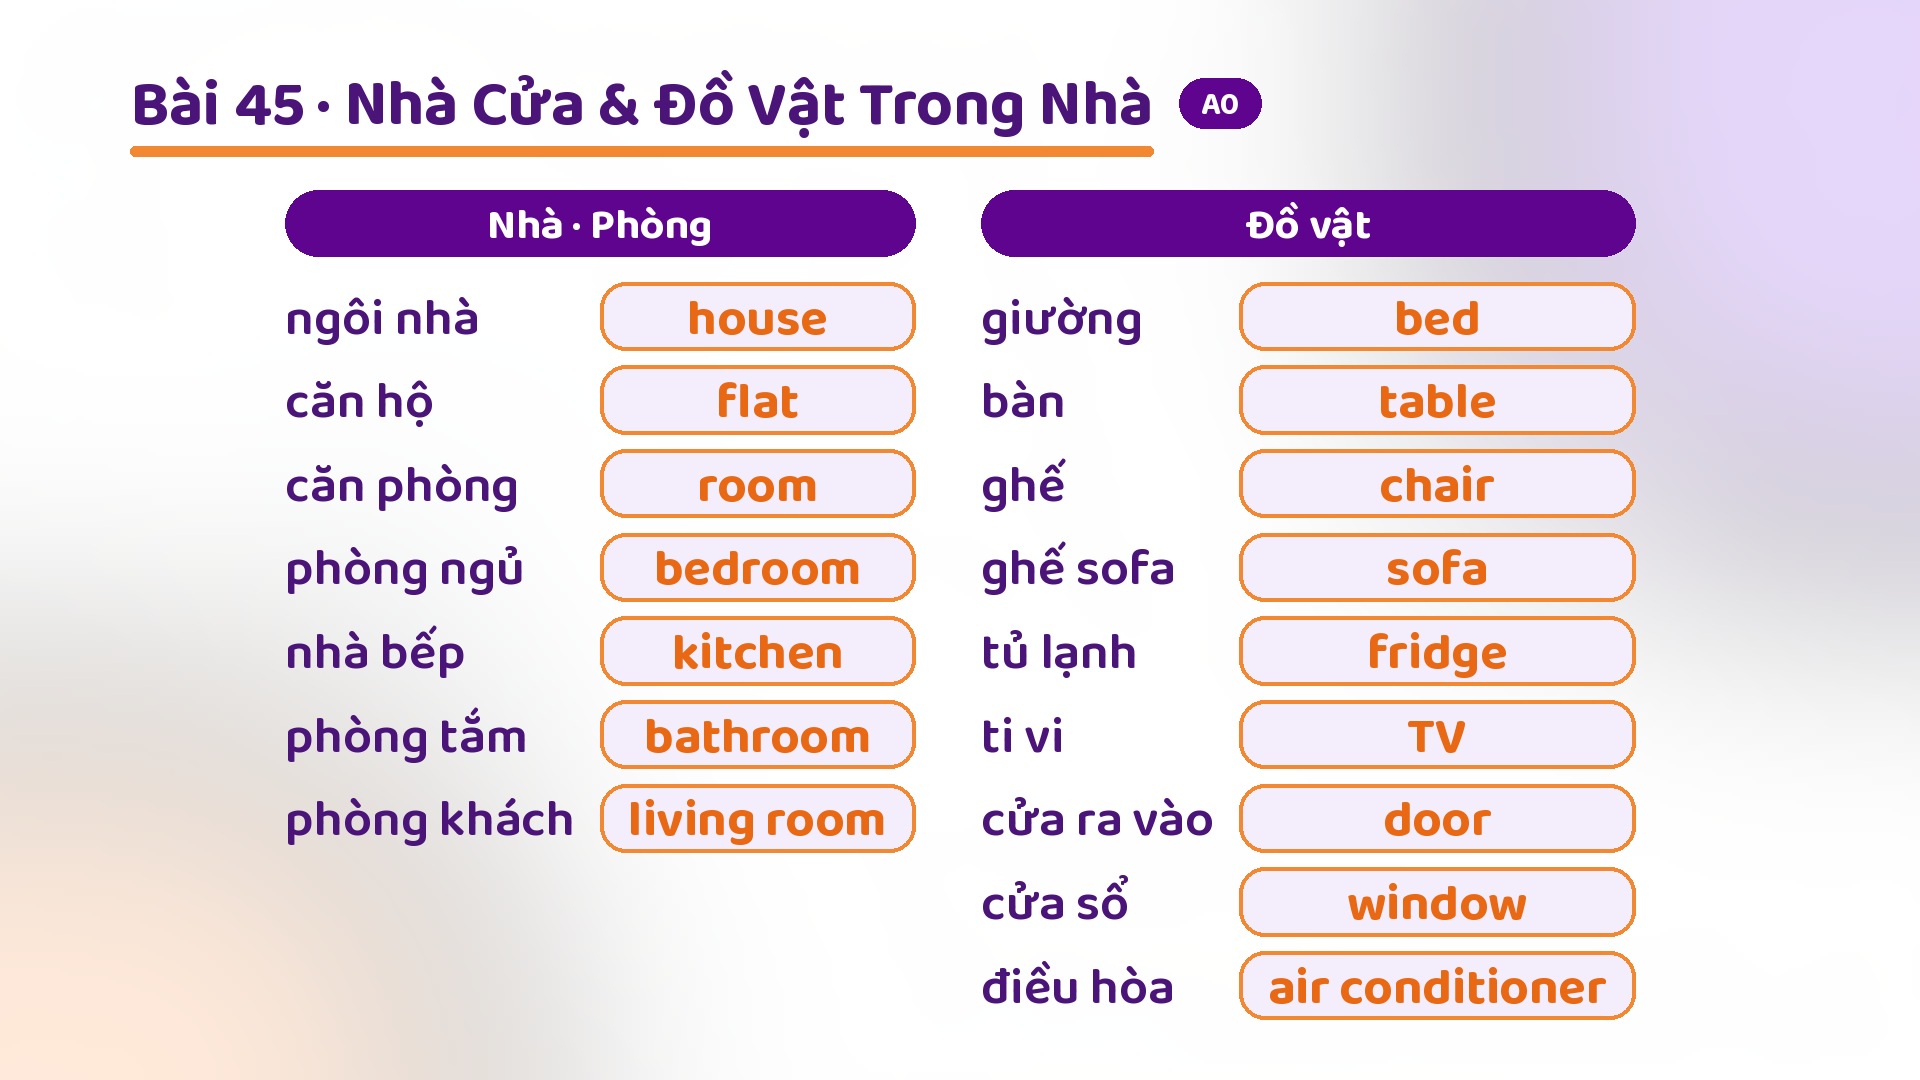 Bài 45 · Nhà Cửa & Đồ Vật Trong Nhà
A0
Nhà · Phòng
ngôi nhà house
căn hộ flat
căn phòng room
phòng ngủ bedroom
nhà bếp kitchen
phòng tắm bathroom
phòng khách living room
Đồ vật
giường bed
bàn table
ghế chair
ghế sofa sofa
tủ lạnh fridge
ti vi TV
cửa ra vào door
cửa sổ window
điều hòa air conditioner